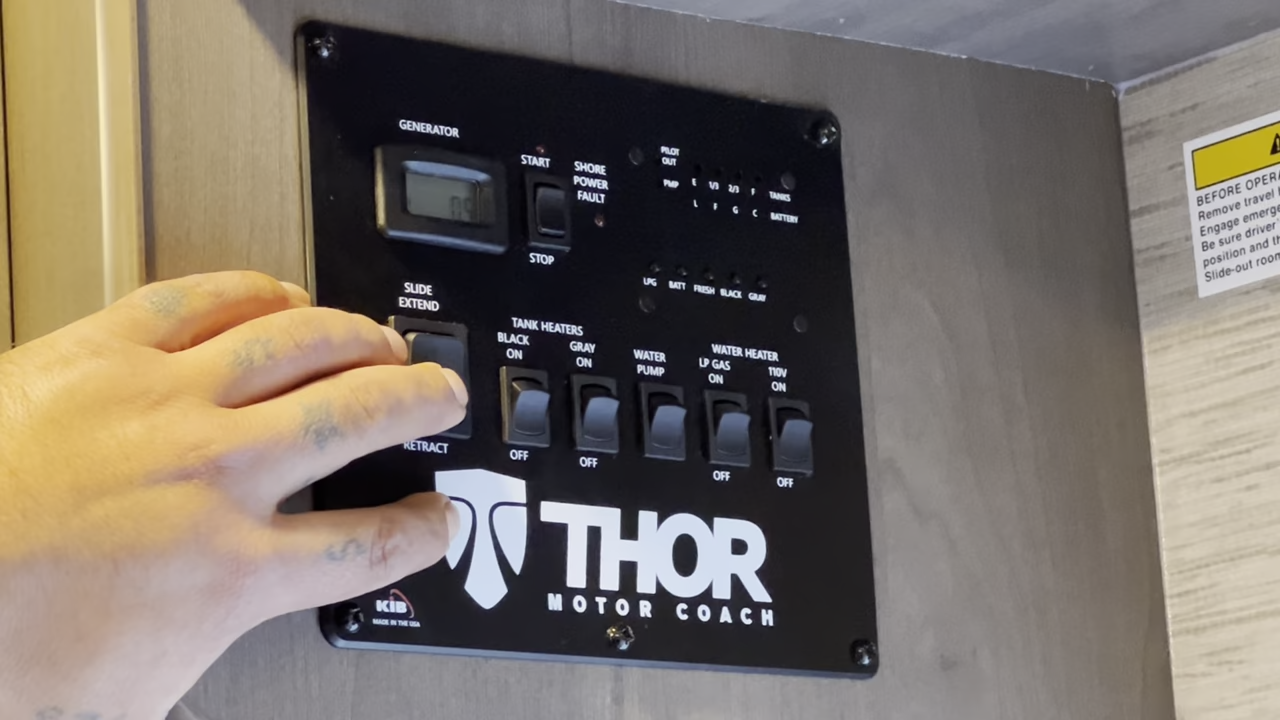 GENERATOR
START
STOP
SHORE
POWER
FAULT
PILOT
OUT
PMP
E 1/3 2/3 F TANKS
L F G C BATTERY
LPG BATT FRESH BLACK GRAY
SLIDE
EXTEND
RETRACT
TANK HEATERS
BLACK
ON
OFF
GRAY
ON
OFF
WATER
PUMP
WATER HEATER
LP GAS
ON
OFF
110V
ON
OFF
THOR
MOTOR COACH
KIB
MADE IN THE USA
BEFORE OPERA
Remove travel
Engage emerge
Be sure driver
position and th
Slide-out room